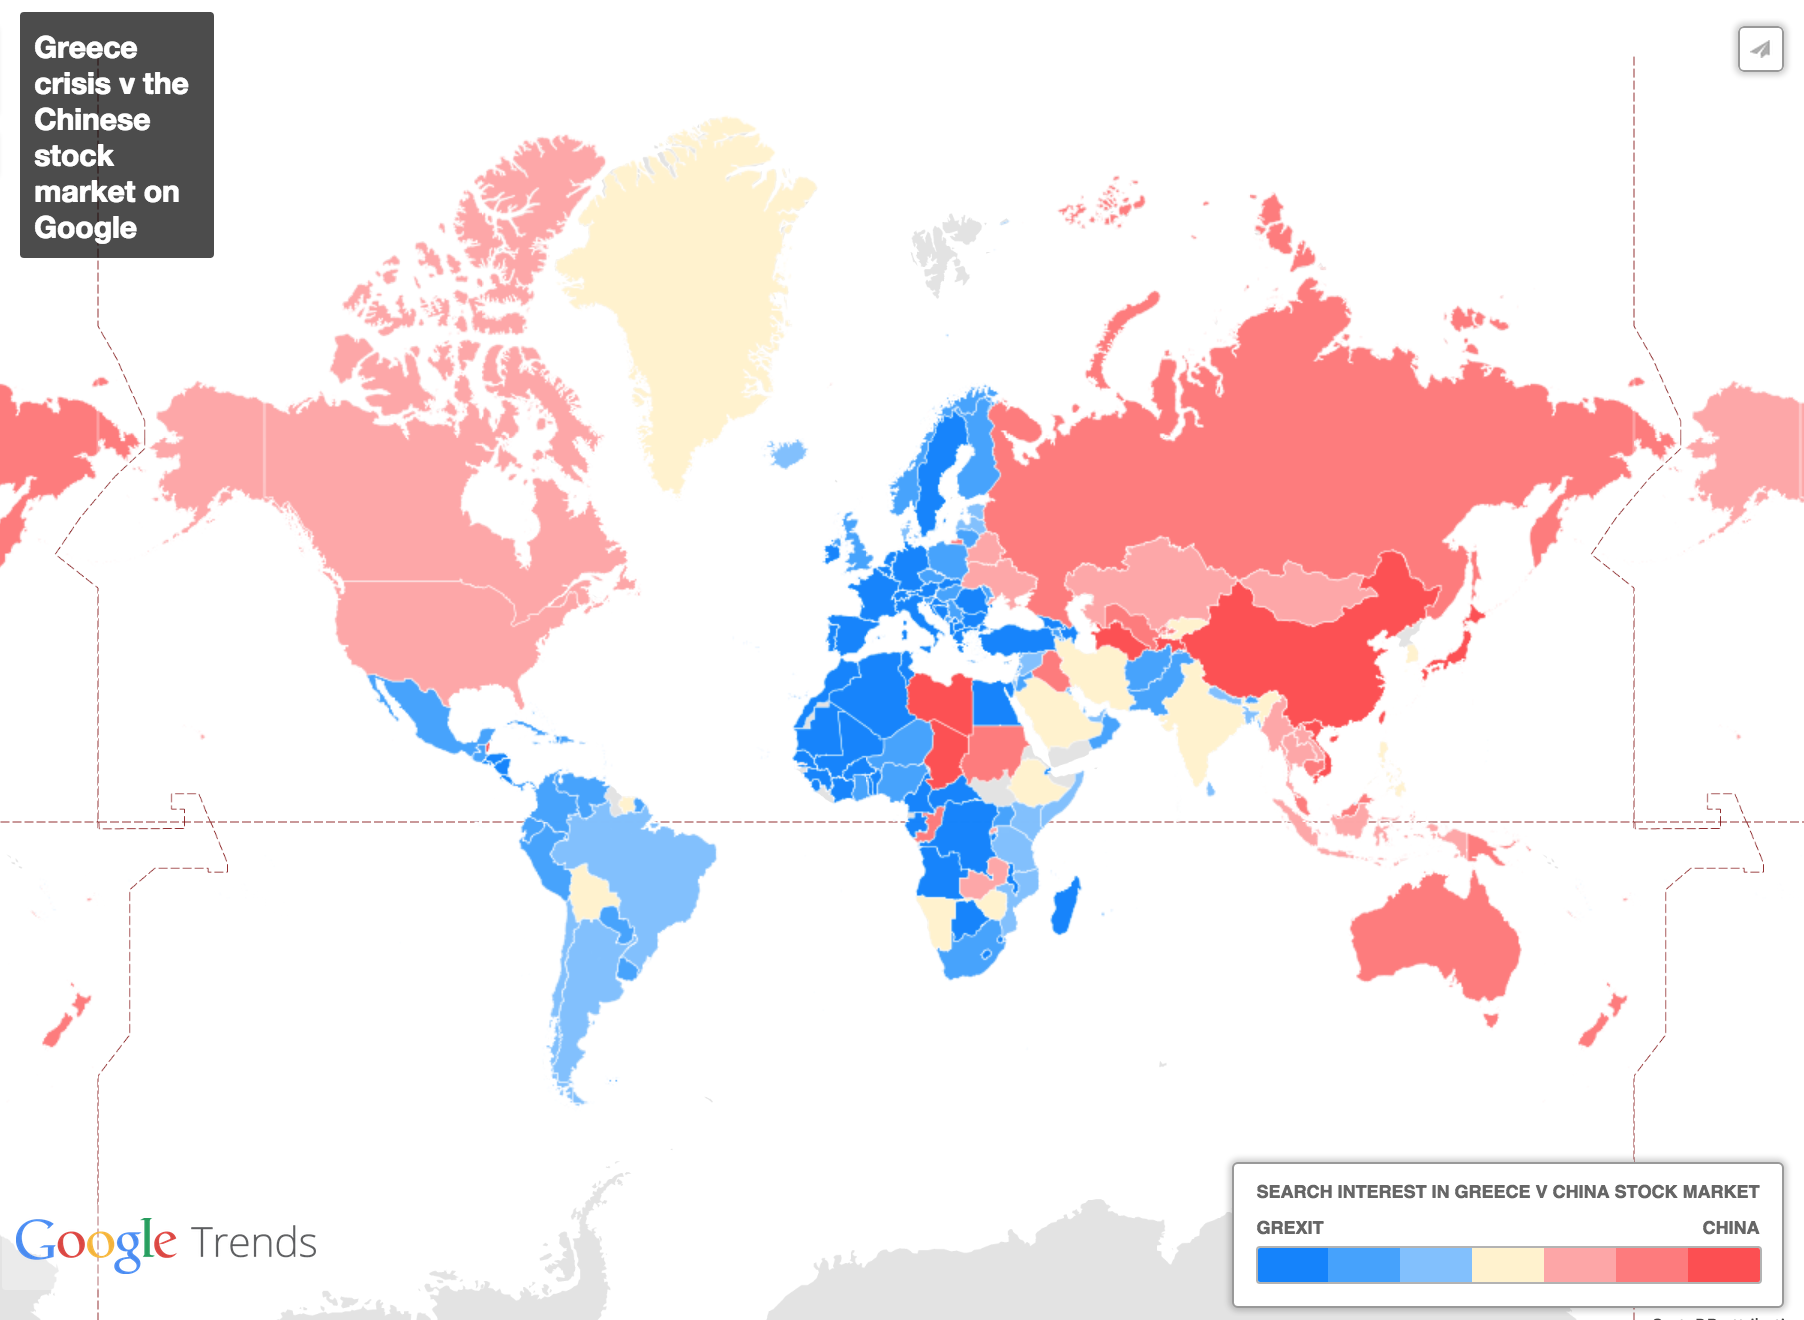 Greece
crisis v the
Chinese
stock
market on
Google
SEARCH INTEREST IN GREECE V CHINA STOCK MARKET
GREXIT CHINA
Google Trends